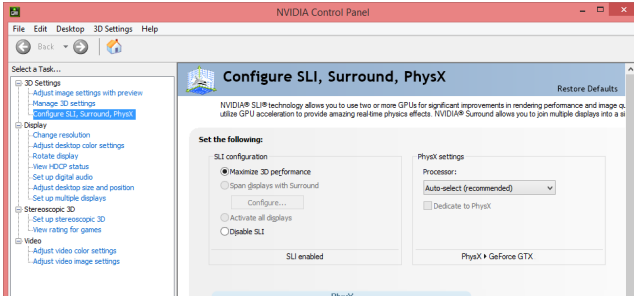 NVIDIA Control Panel
File Edit Desktop 3D Settings Help
Back
Select a Task...
3D Settings
Adjust image settings with preview
Manage 3D settings
Configure SLI, Surround, PhysX
Display
Change resolution
Adjust desktop color settings
Rotate display
View HDCP status
Set up digital audio
Adjust desktop size and position
Set up multiple displays
Stereoscopic 3D
Set up stereoscopic 3D
View rating for games
Video
Adjust video color settings
Adjust video image settings
Configure SLI, Surround, PhysX
Restore Defaults
NVIDIA® SLI® technology allows you to use two or more GPUs for significant improvements in rendering performance and image
utilize GPU acceleration to provide amazing real-time physics effects. NVIDIA® Surround allows you to join multiple displays into a
Set the following:
SLI configuration
Maximize 3D performance
Span displays with Surround
Configure...
Activate all displays
Disable SLI
SLI enabled
PhysX settings
Processor:
Auto-select (recommended)
Dedicate to PhysX
PhysX ▸ GeForce GTX